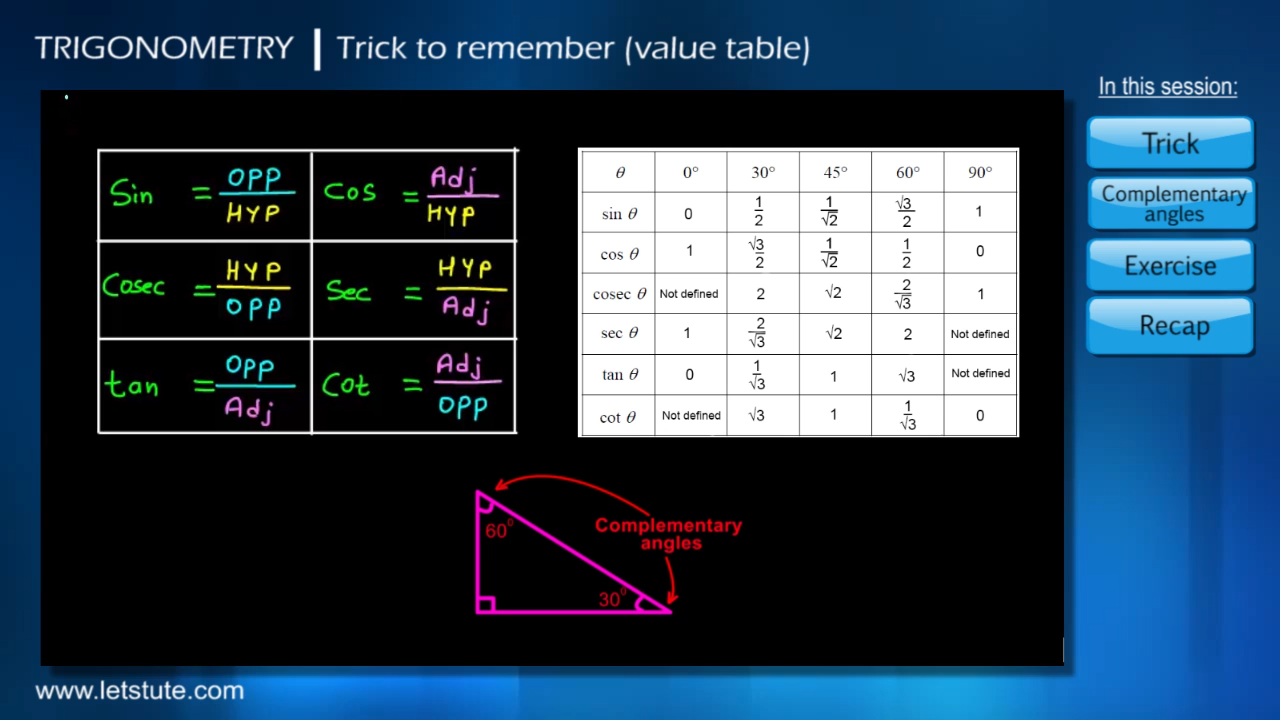 TRIGONOMETRY | Trick to remember (value table)
In this session:
Trick
Complementary
angles
Exercise
Recap
Sin = OPP/HYP Cos = Adj/HYP
Cosec = HYP/OPP Sec = HYP/Adj
tan = OPP/Adj Cot = Adj/OPP
θ 0° 30° 45° 60° 90°
sin θ 0 1/2 1/√2 √3/2 1
cos θ 1 √3/2 1/√2 1/2 0
cosec θ Not defined 2 √2 2/√3 1
sec θ 1 2/√3 √2 2 Not defined
tan θ 0 1/√3 1 √3 Not defined
cot θ Not defined √3 1 1/√3 0
60°
Complementary
angles
30°
www.letstute.com